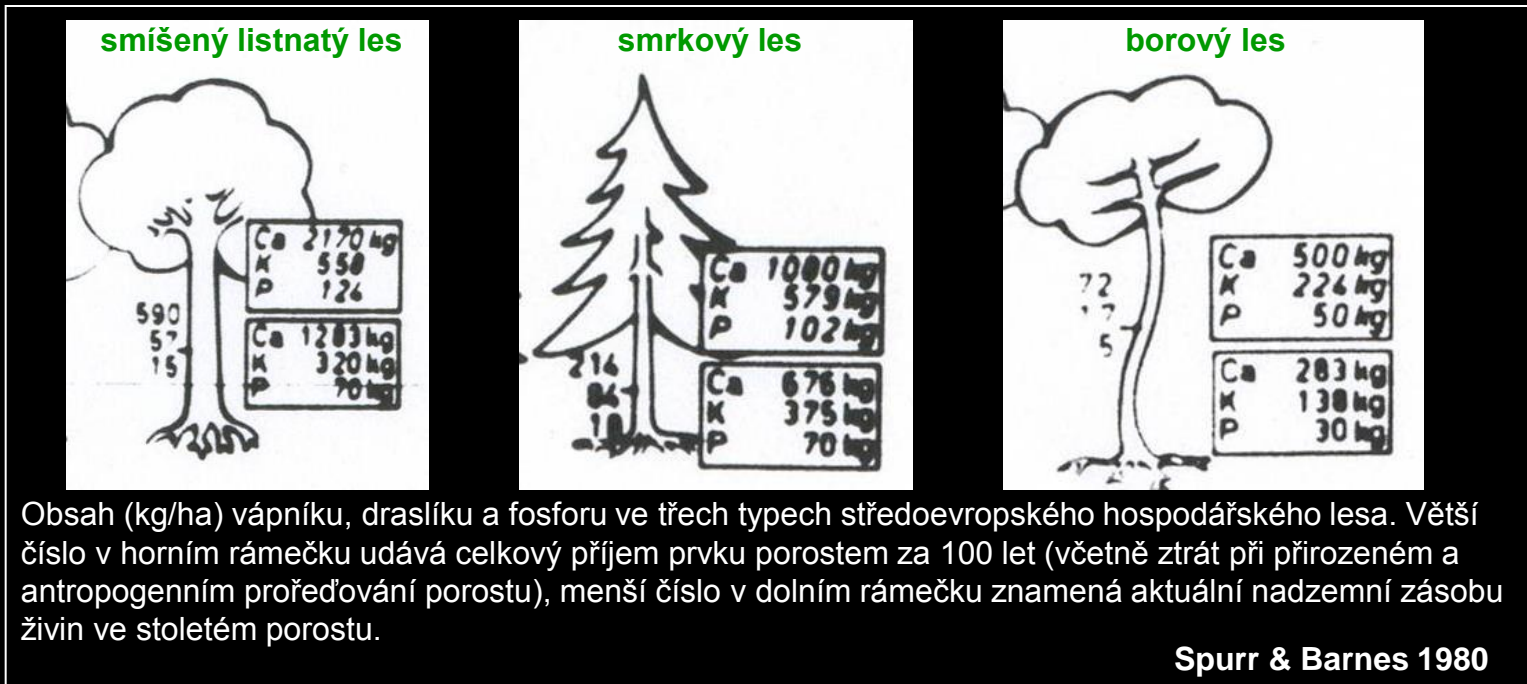 smíšený listnatý les
Ca 2170 kg
K 558
P 124
590
57
15
Ca 1283 kg
K 320 kg
P 70 kg
smrkový les
Ca 1080 kg
K 579 kg
P 102 kg
214
84
Ca 676 kg
K 375 kg
P 70 kg
borový les
Ca 500 kg
K 224 kg
P 50 kg
72
5
Ca 283 kg
K 138 kg
P 30 kg
Obsah (kg/ha) vápníku, draslíku a fosforu ve třech typech středoevropského hospodářského lesa. Větší
číslo v horním rámečku udává celkový příjem prvku porostem za 100 let (včetně ztrát při přirozeném a
antropogenním prořeďování porostu), menší číslo v dolním rámečku znamená aktuální nadzemní zásobu
živin ve stoletém porostu.
Spurr & Barnes 1980